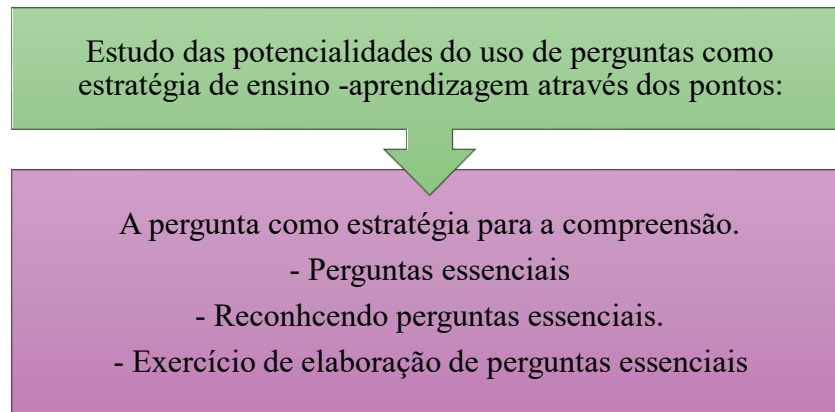 Estudo das potencialidades do uso de perguntas como
estratégia de ensino -aprendizagem através dos pontos:
A pergunta como estratégia para a compreensão.
- Perguntas essenciais
- Reconhcendo perguntas essenciais.
- Exercício de elaboração de perguntas essenciais